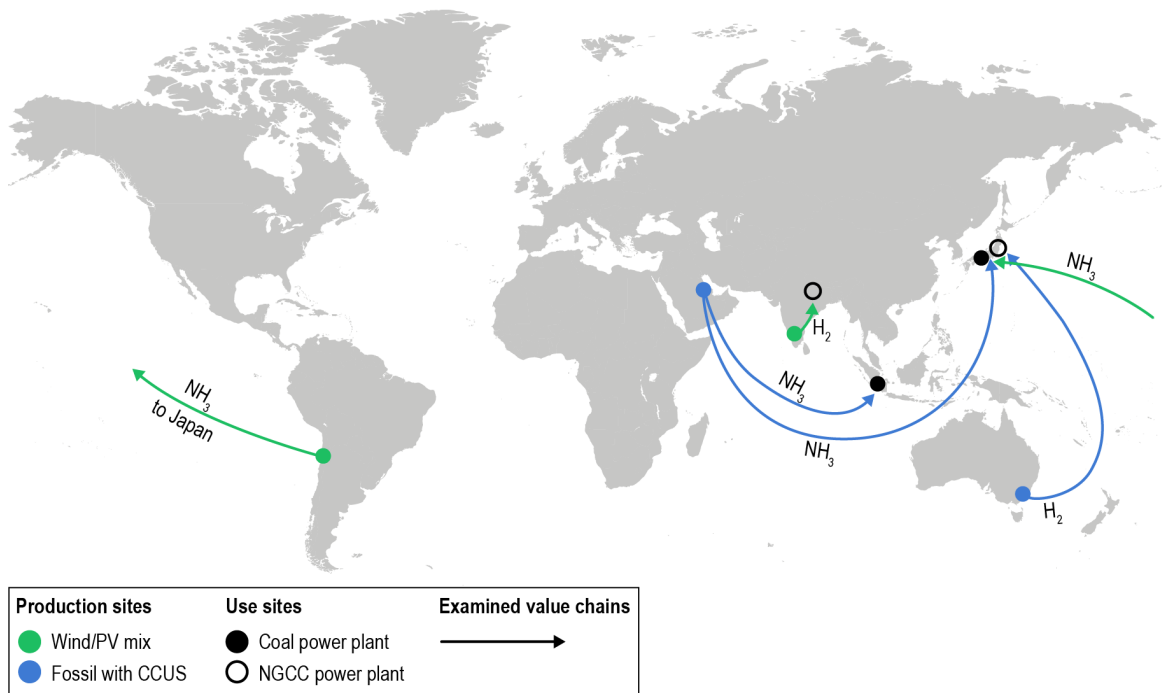 NH3
H2
NH3
NH3
to Japan
NH3
H2
Production sites
Use sites
Examined value chains
Wind/PV mix
Coal power plant
Fossil with CCUS
NGCC power plant